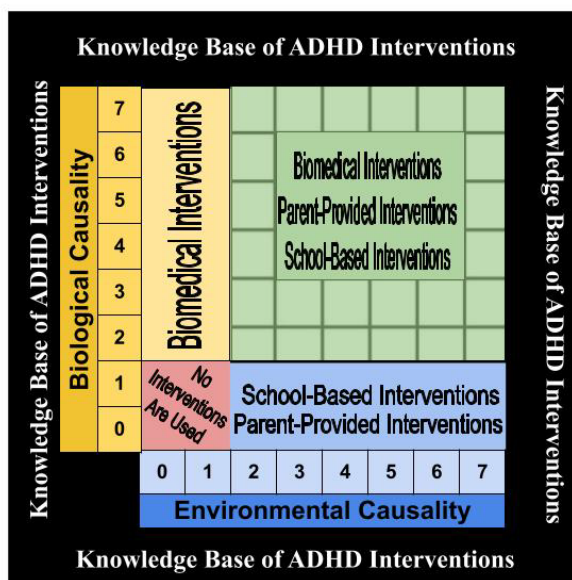 Knowledge Base of ADHD Interventions
Knowledge Base of ADHD Interventions
Biological Causality
7
6
5
4
3
2
1
0
Biomedical Interventions
Biomedical Interventions
Parent-Provided Interventions
School-Based Interventions
No
Interventions
Are Used
School-Based Interventions
Parent-Provided Interventions
0 1 2 3 4 5 6 7
Environmental Causality
Knowledge Base of ADHD Interventions
Knowledge Base of ADHD Interventions